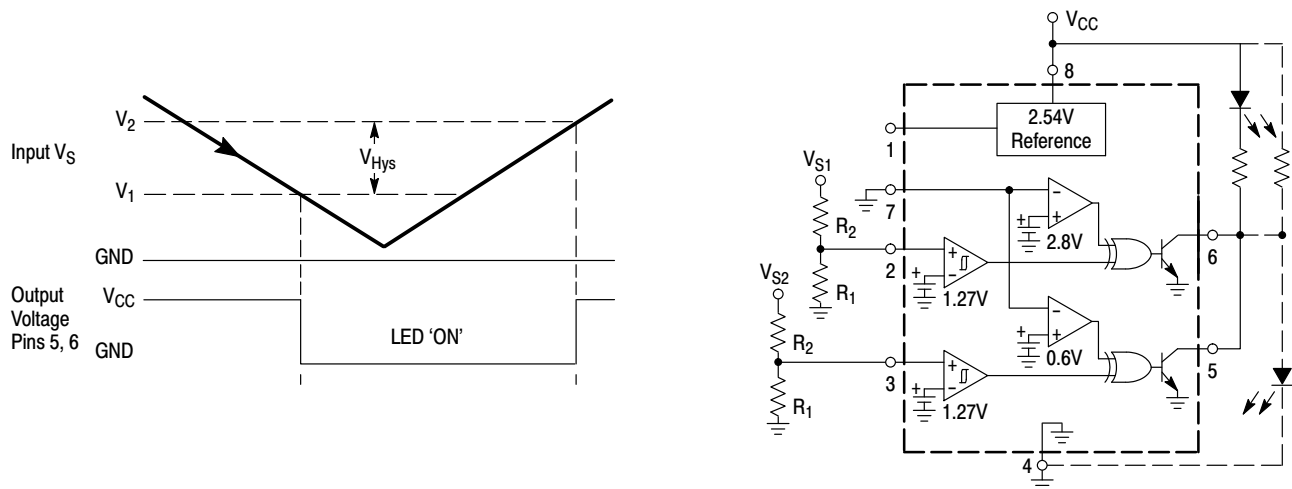 V2
Input VS
VHys
V1
GND
Output
Voltage
Pins 5, 6
VCC
GND
LED ‘ON’
VCC
8
2.54V
Reference
1
VS1
7
R2
2.8V
6
2
VS2
R1
1.27V
R2
0.6V
5
3
R1
1.27V
4